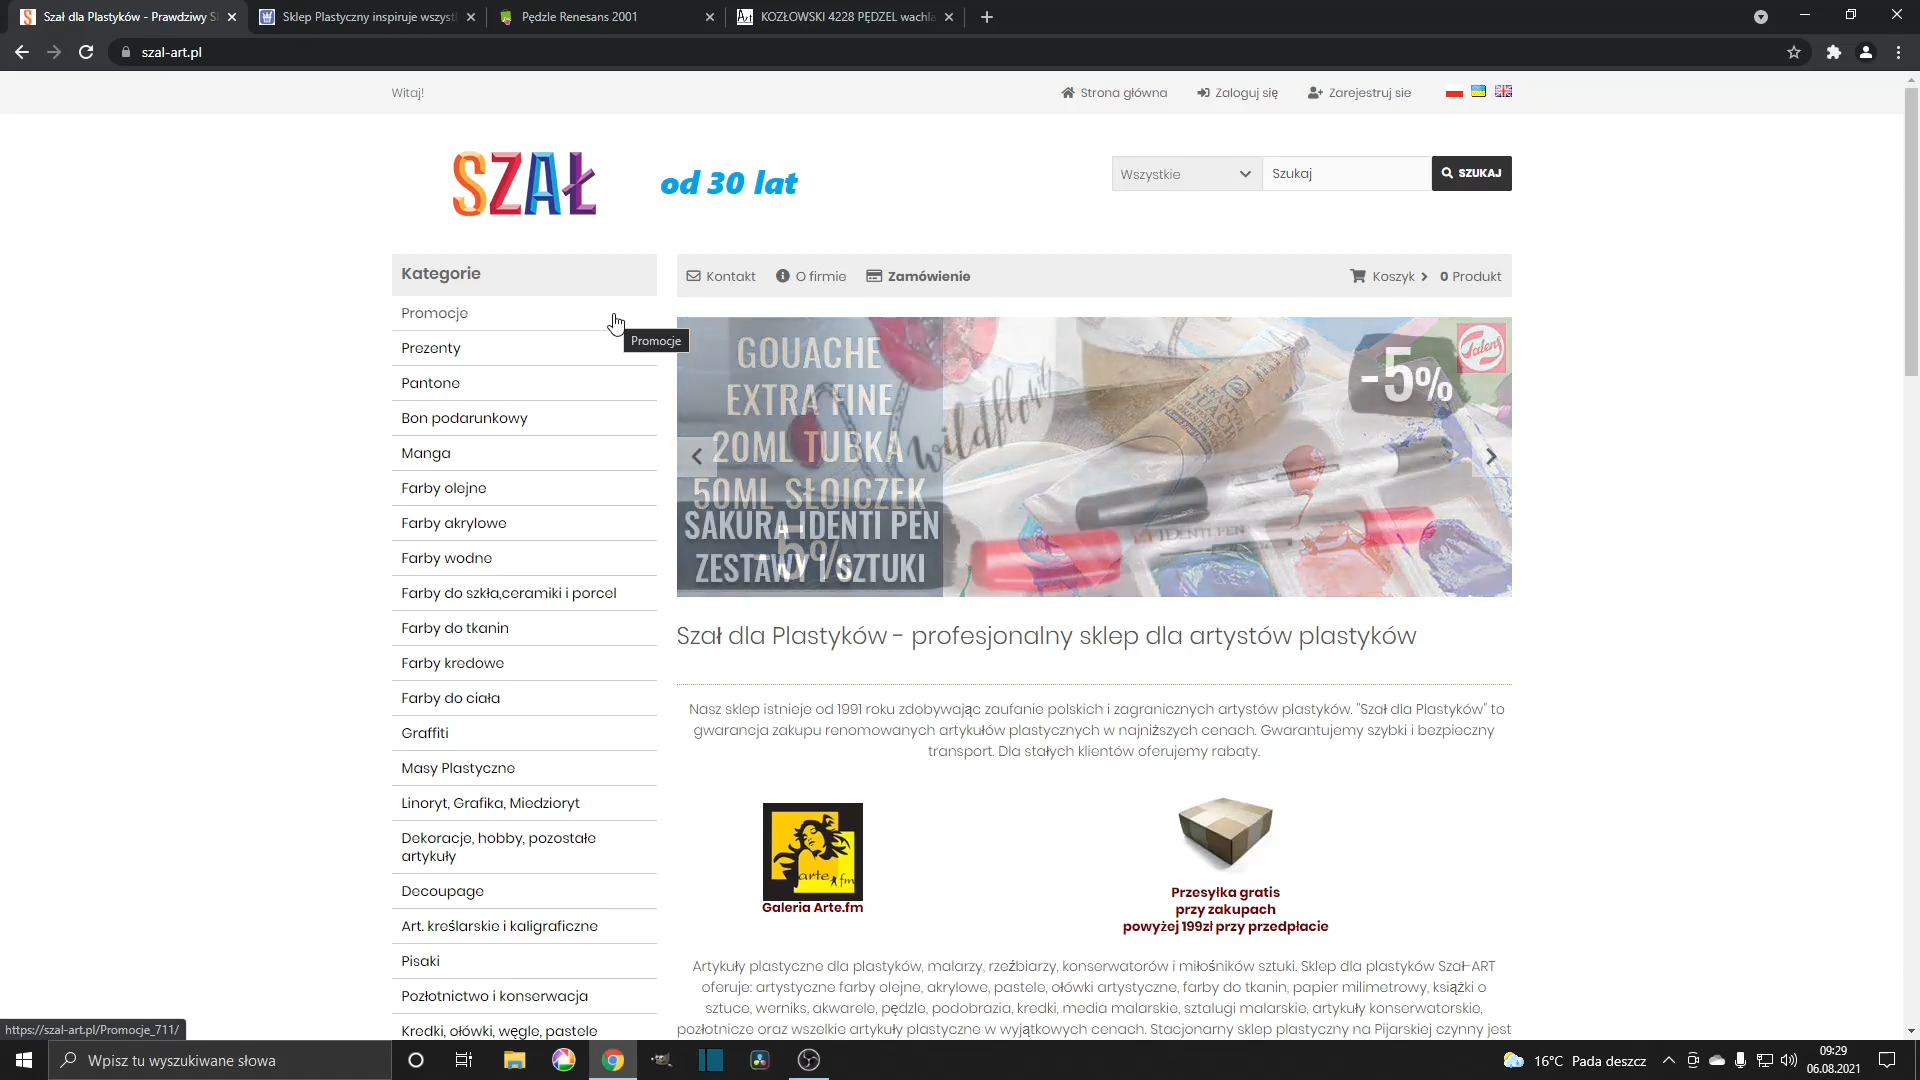 Szał dla Plastyków - Prawdziwy S
Sklep Plastyczny inspiruje wszyst
Pędzle Renesans 2001
KOZŁOWSKI 4228 PĘDZEL wachla
szal-art.pl
Witaj!
Strona główna
Zaloguj się
Zarejestruj sie
SZAŁ
od 30 lat
Wszystkie
Szukaj
SZUKAJ
Kategorie
Kontakt
O firmie
Zamówienie
Koszyk
0 Produkt
Promocje
Promocje
Prezenty
Pantone
Bon podarunkowy
Manga
Farby olejne
Farby akrylowe
Farby wodne
Farby do szkła,ceramiki i porcel
Farby do tkanin
Farby kredowe
Farby do ciała
Graffiti
Masy Plastyczne
Linoryt, Grafika, Miedzioryt
Dekoracje, hobby, pozostałe
artykuły
Decoupage
Art. kreślarskie i kaligraficzne
Pisaki
Pozłotnictwo i konserwacja
Kredki, ołówki, węgle, pastele
GOUACHE
EXTRA FINE
20ML TUBKA
50ML SŁOICZEK
-5%
SAKURA IDENTI PEN
ZESTAWY I SZTUKI
wildflow
IDENTI PEN
-5%
Talens
Szał dla Plastyków - profesjonalny sklep dla artystów plastyków
Nasz sklep istnieje od 1991 roku zdobywając zaufanie polskich i zagranicznych artystów plastyków. "Szał dla Plastyków" to
gwarancja zakupu renomowanych artykułów plastycznych w najniższych cenach. Gwarantujemy szybki i bezpieczny
transport. Dla stałych klientów oferujemy rabaty.
arte.fm
Galeria Arte.fm
Przesyłka gratis
przy zakupach
powyżej 199zł przy przedpłacie
Artykuły plastyczne dla plastyków, malarzy, rzeźbiarzy, konserwatorów i miłośników sztuki. Sklep dla plastyków Szał-ART
oferuje: artystyczne farby olejne, akrylowe, pastele, ołówki artystyczne, farby do tkanin, papier milimetrowy, książki o
sztuce, werniks, akwarele, pędzle, podobrazia, kredki, media malarskie, sztalugi malarskie, artykuły konserwatorskie,
pozłotnicze oraz wszelkie artykuły plastyczne w wyjątkowych cenach. Stacjonarny sklep plastyczny na Pijarskiej czynny jest
https://szal-art.pl/Promocje_711/
Wpisz tu wyszukiwane słowa
16°C Pada deszcz
09:29
06.08.2021